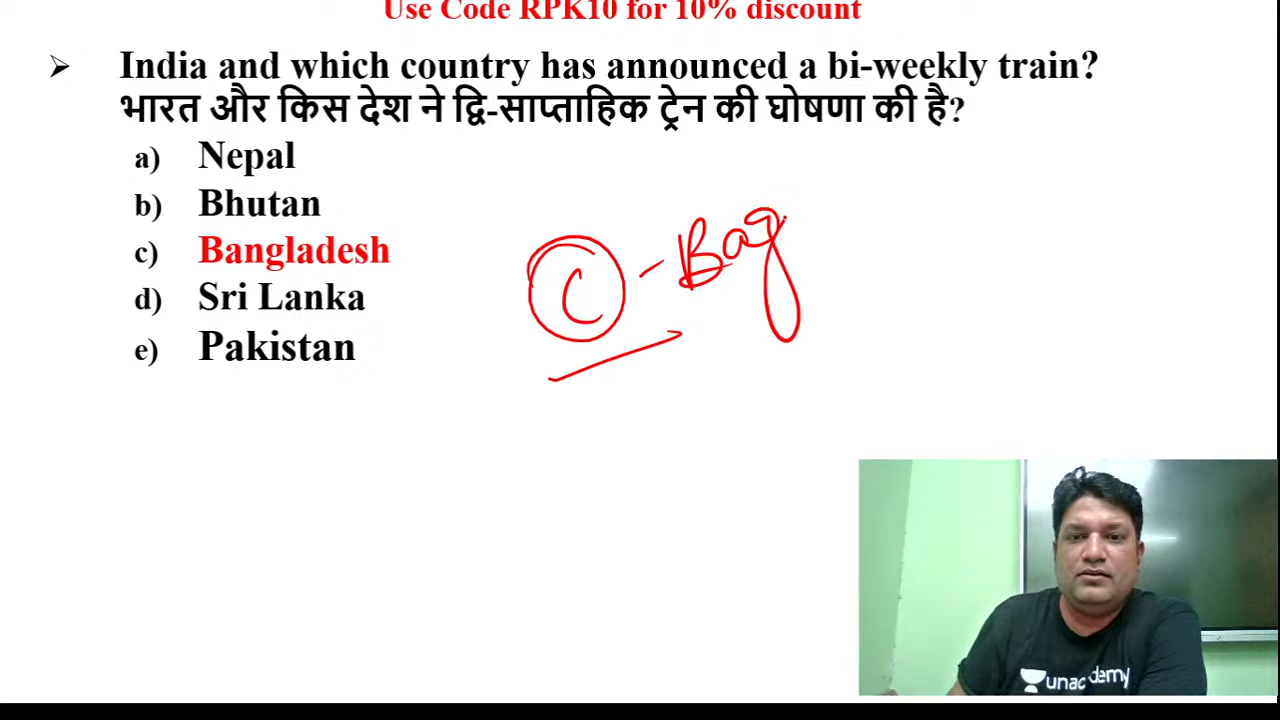 Use Code RPK10 for 10% discount
➢ India and which country has announced a bi-weekly train?
भारत और किस देश ने द्वि-साप्ताहिक ट्रेन की घोषणा की है?
a) Nepal
b) Bhutan
c) Bangladesh
d) Sri Lanka
e) Pakistan
C - Bag
unacademy